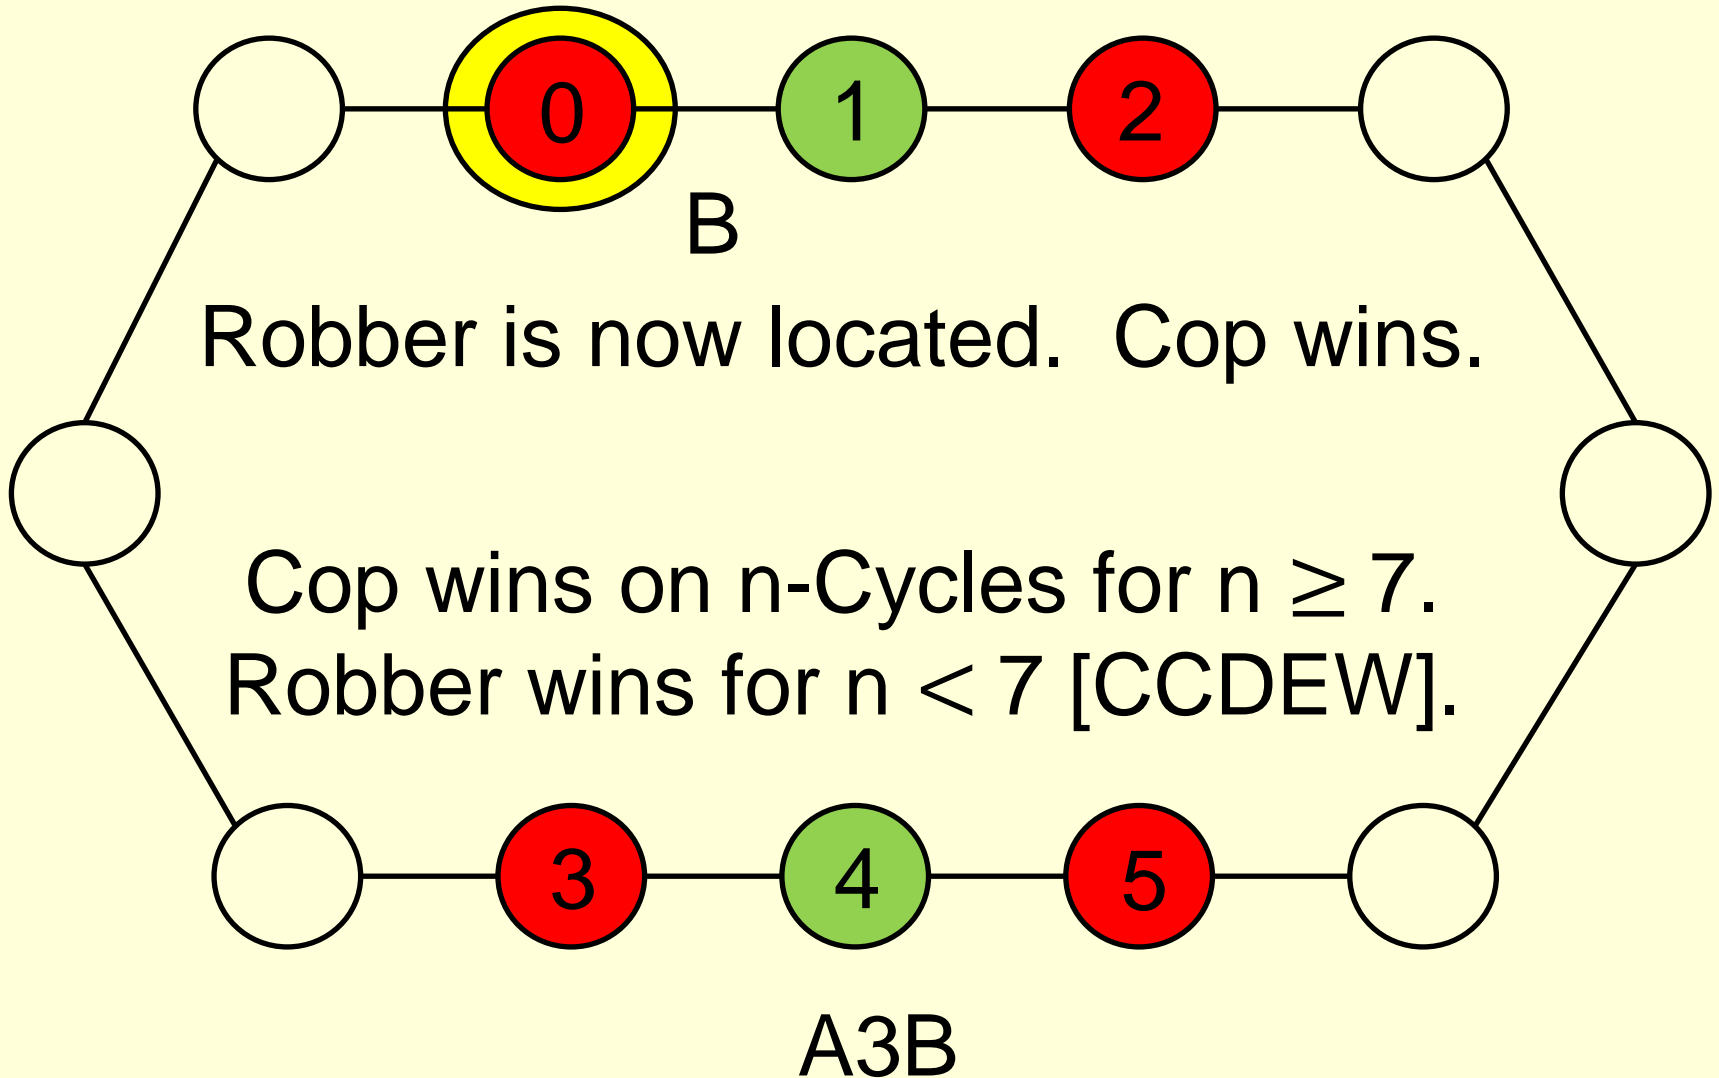 0 1 2
B
Robber is now located. Cop wins.
Cop wins on n-Cycles for n ≥ 7.
Robber wins for n < 7 [CCDEW].
3 4 5
A3B